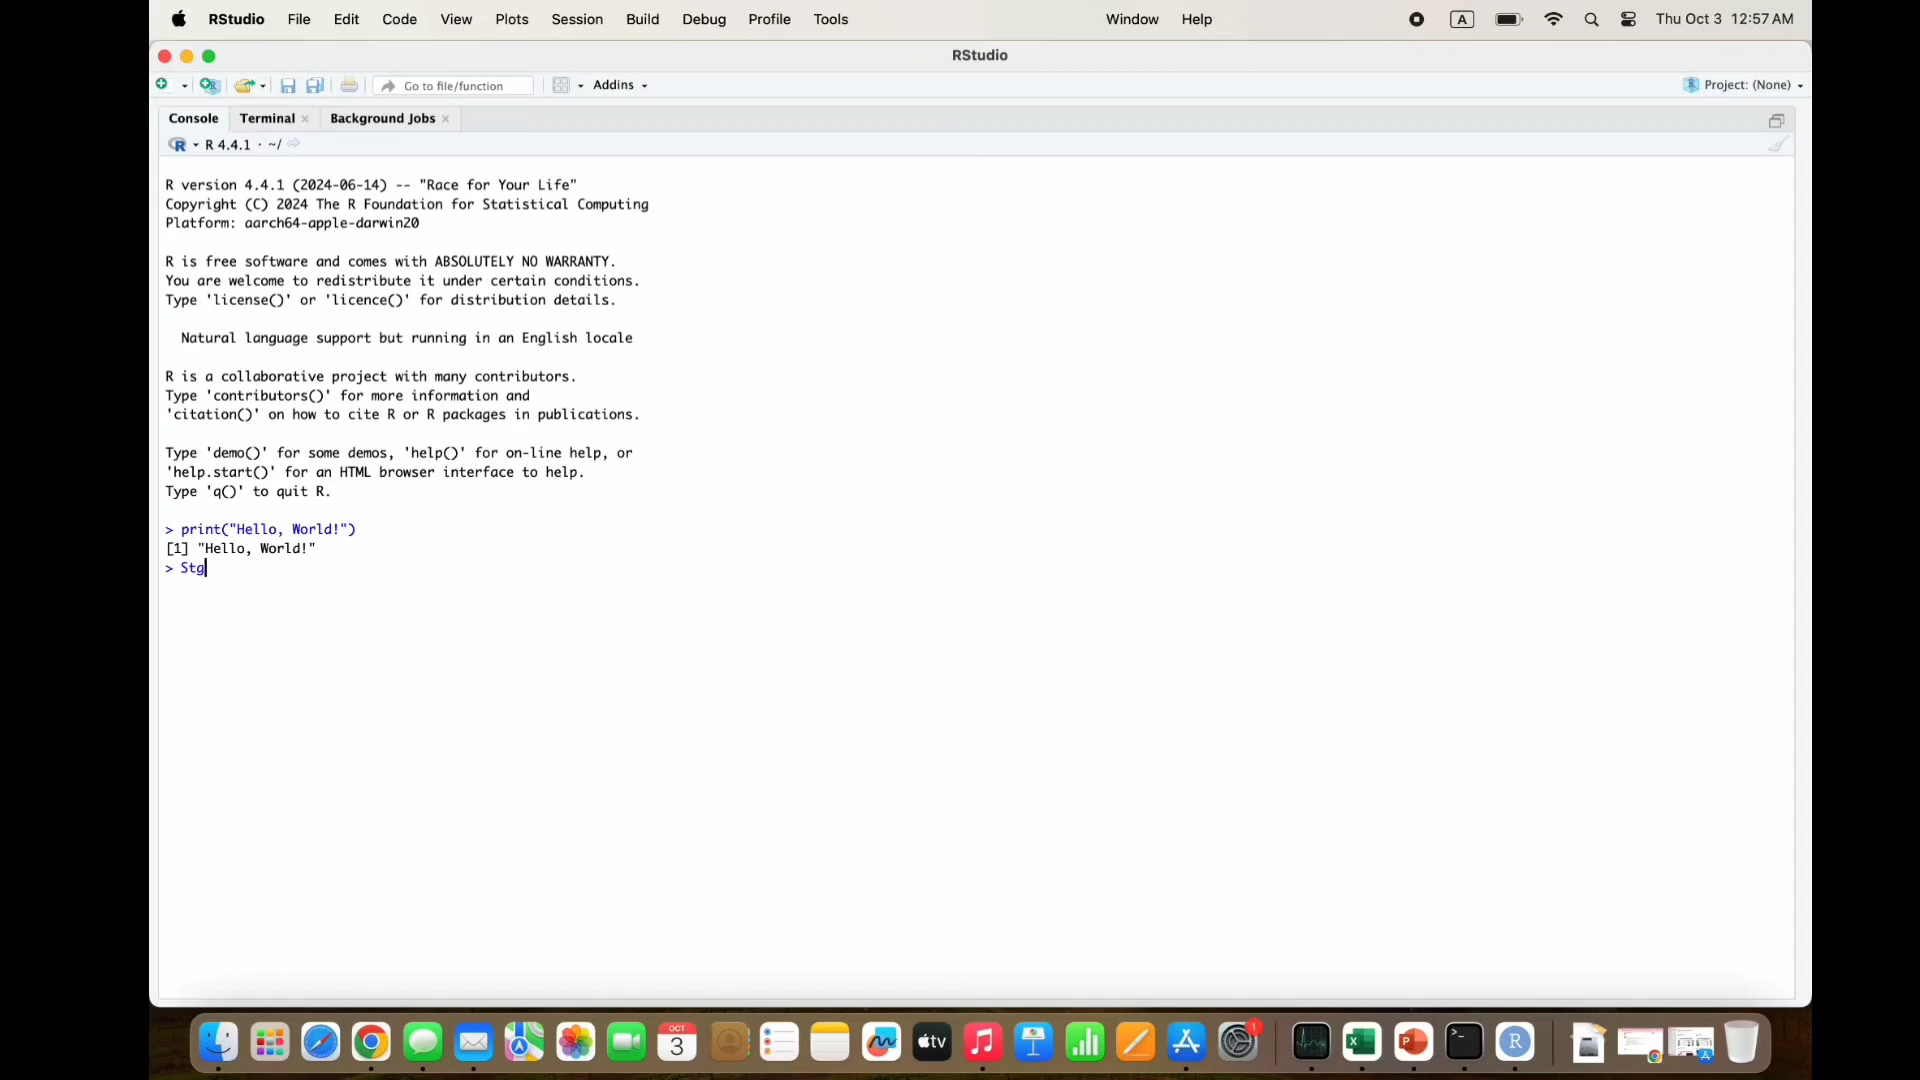 RStudio File Edit Code View Plots Session Build Debug Profile Tools Window Help A Thu Oct 3 12:57 AM
RStudio
Go to file/function Addins Project: (None)
Console Terminal Background Jobs
R R 4.4.1 · ~/
R version 4.4.1 (2024-06-14) -- "Race for Your Life"
Copyright (C) 2024 The R Foundation for Statistical Computing
Platform: aarch64-apple-darwin20
R is free software and comes with ABSOLUTELY NO WARRANTY.
You are welcome to redistribute it under certain conditions.
Type 'license()' or 'licence()' for distribution details.
Natural language support but running in an English locale
R is a collaborative project with many contributors.
Type 'contributors()' for more information and
'citation()' on how to cite R or R packages in publications.
Type 'demo()' for some demos, 'help()' for on-line help, or
'help.start()' for an HTML browser interface to help.
Type 'q()' to quit R.
> print("Hello, World!")
[1] "Hello, World!"
> Stg
OCT
3
tv
1
X
P
>_
R